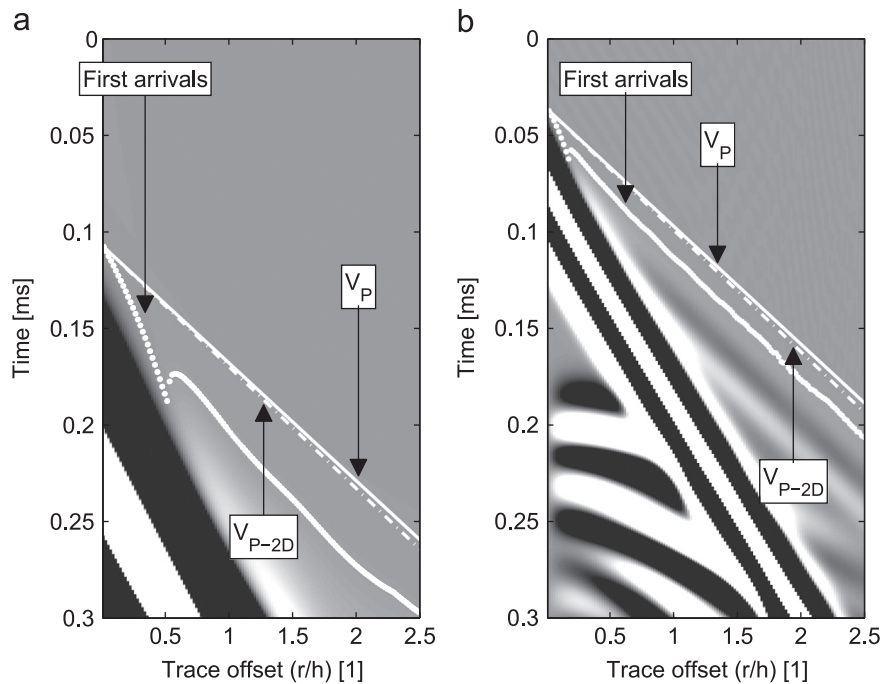 a
0
0.05
0.1
0.15
0.2
0.25
0.3
Time [ms]
0.5
1
1.5
2
2.5
Trace offset (r/h) [1]
First arrivals
V_P
V_{P-2D}
b
0
0.05
0.1
0.15
0.2
0.25
0.3
Time [ms]
0.5
1
1.5
2
2.5
Trace offset (r/h) [1]
First arrivals
V_P
V_{P-2D}